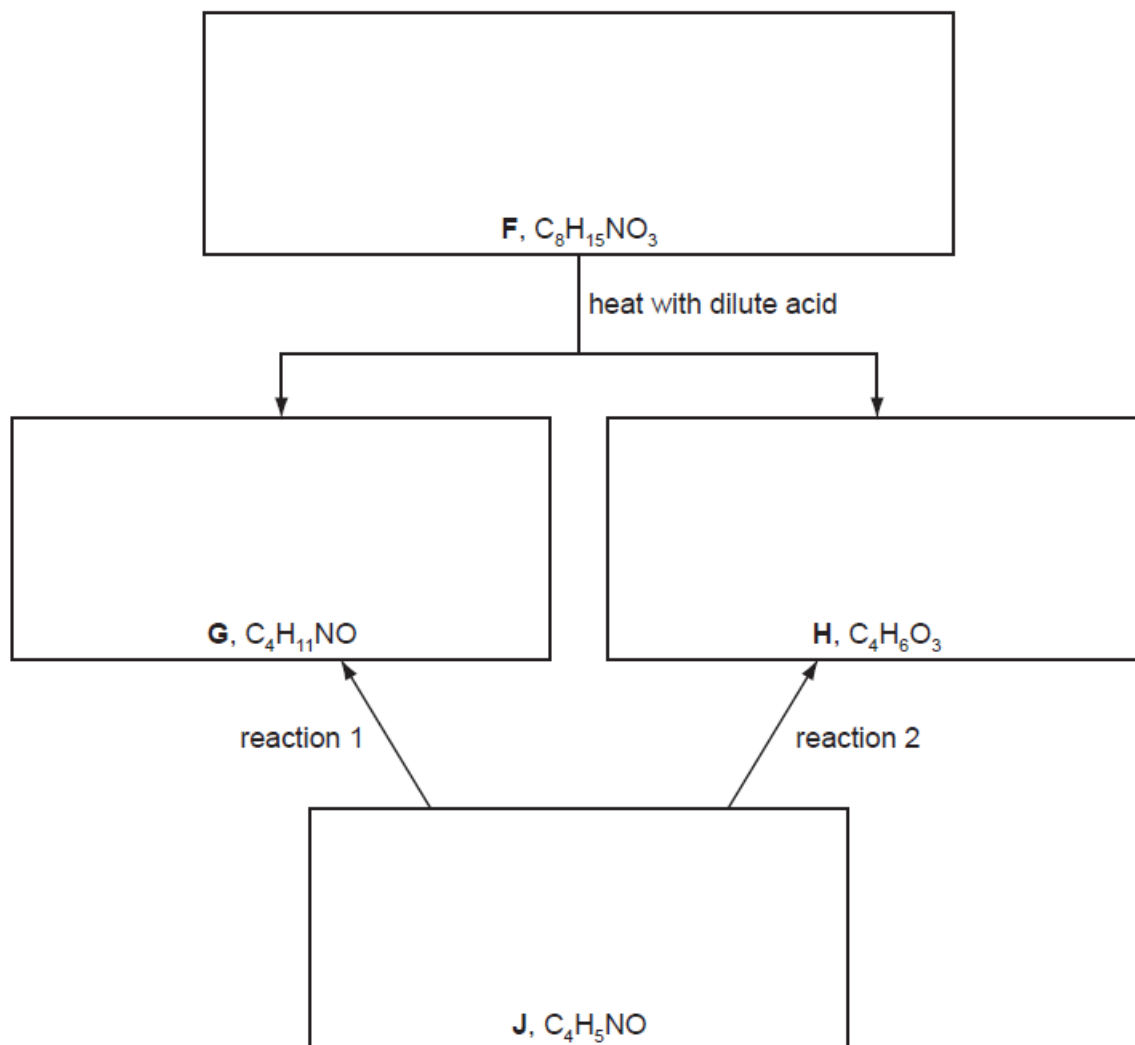 F, C₈H₁₅NO₃
heat with dilute acid
G, C₄H₁₁NO
H, C₄H₆O₃
reaction 1
reaction 2
J, C₄H₅NO